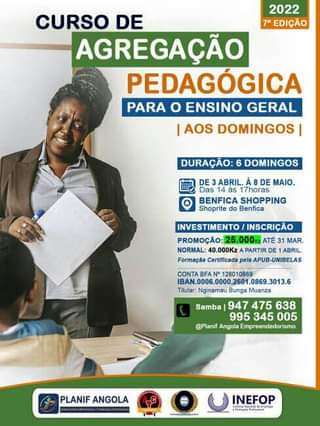 2022
7ª EDIÇÃO
CURSO DE
AGREGAÇÃO
PEDAGÓGICA
PARA O ENSINO GERAL
| AOS DOMINGOS |
DURAÇÃO: 6 DOMINGOS
DE 3 ABRIL. À 8 DE MAIO.
Das 14 às 17horas
BENFICA SHOPPING
Shoprite do Benfica
INVESTIMENTO / INSCRIÇÃO
PROMOÇÃO: 25.000kz ATÉ 31 MAR.
NORMAL: 40.000Kz A PARTIR DE 1 ABRIL.
Formação Certificada pela APUB-UNIBELAS
CONTA BFA Nº 126010869
IBAN.0006.0000.2601.0869.3013.6
Titular: Nginamau Bunga Muanza
Samba | 947 475 638
995 345 005
@Planif Angola Empreendedorismo.
PLANIF ANGOLA
INEFOP